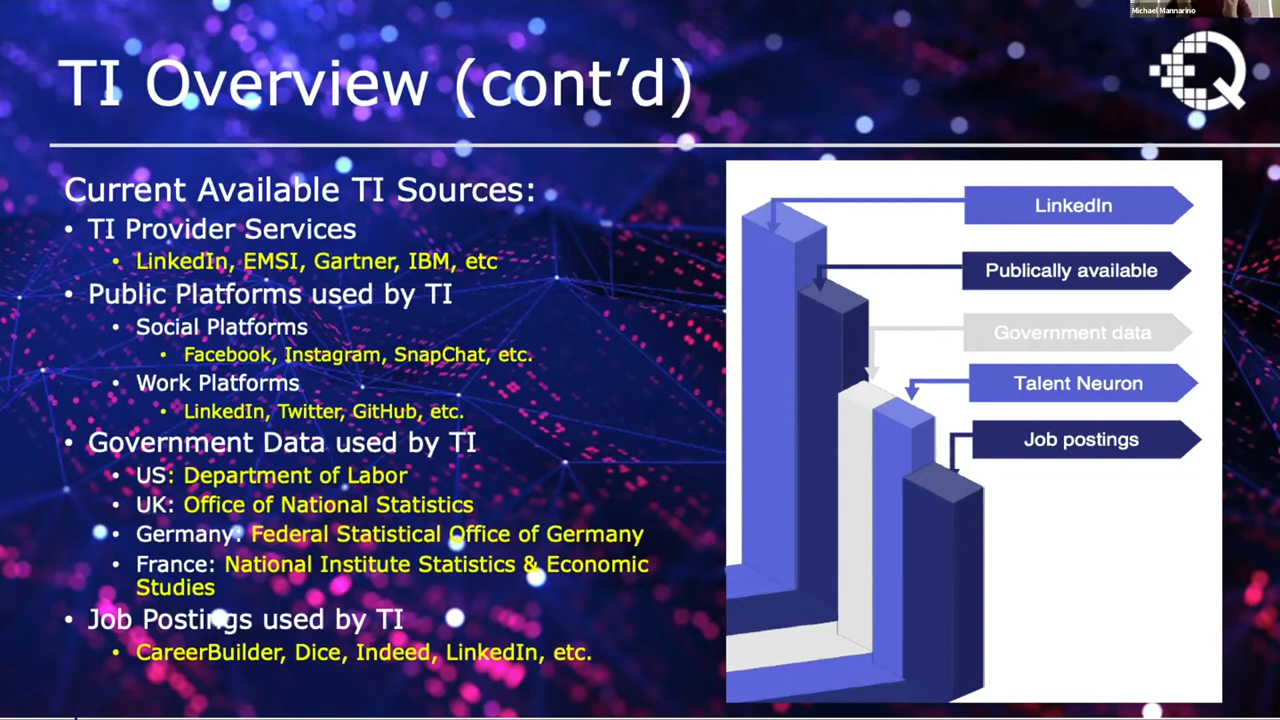 Michael Mannarino
TI Overview (cont’d)
Current Available TI Sources:
• TI Provider Services
• LinkedIn, EMSI, Gartner, IBM, etc
• Public Platforms used by TI
• Social Platforms
• Facebook, Instagram, SnapChat, etc.
• Work Platforms
• LinkedIn, Twitter, GitHub, etc.
• Government Data used by TI
• US: Department of Labor
• UK: Office of National Statistics
• Germany: Federal Statistical Office of Germany
• France: National Institute Statistics & Economic
Studies
• Job Postings used by TI
• CareerBuilder, Dice, Indeed, LinkedIn, etc.
LinkedIn
Publically available
Government data
Talent Neuron
Job postings